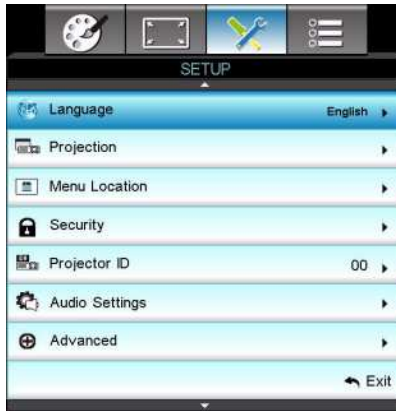 SETUP
Language English
Projection
Menu Location
Security
Projector ID 00
Audio Settings
Advanced
Exit